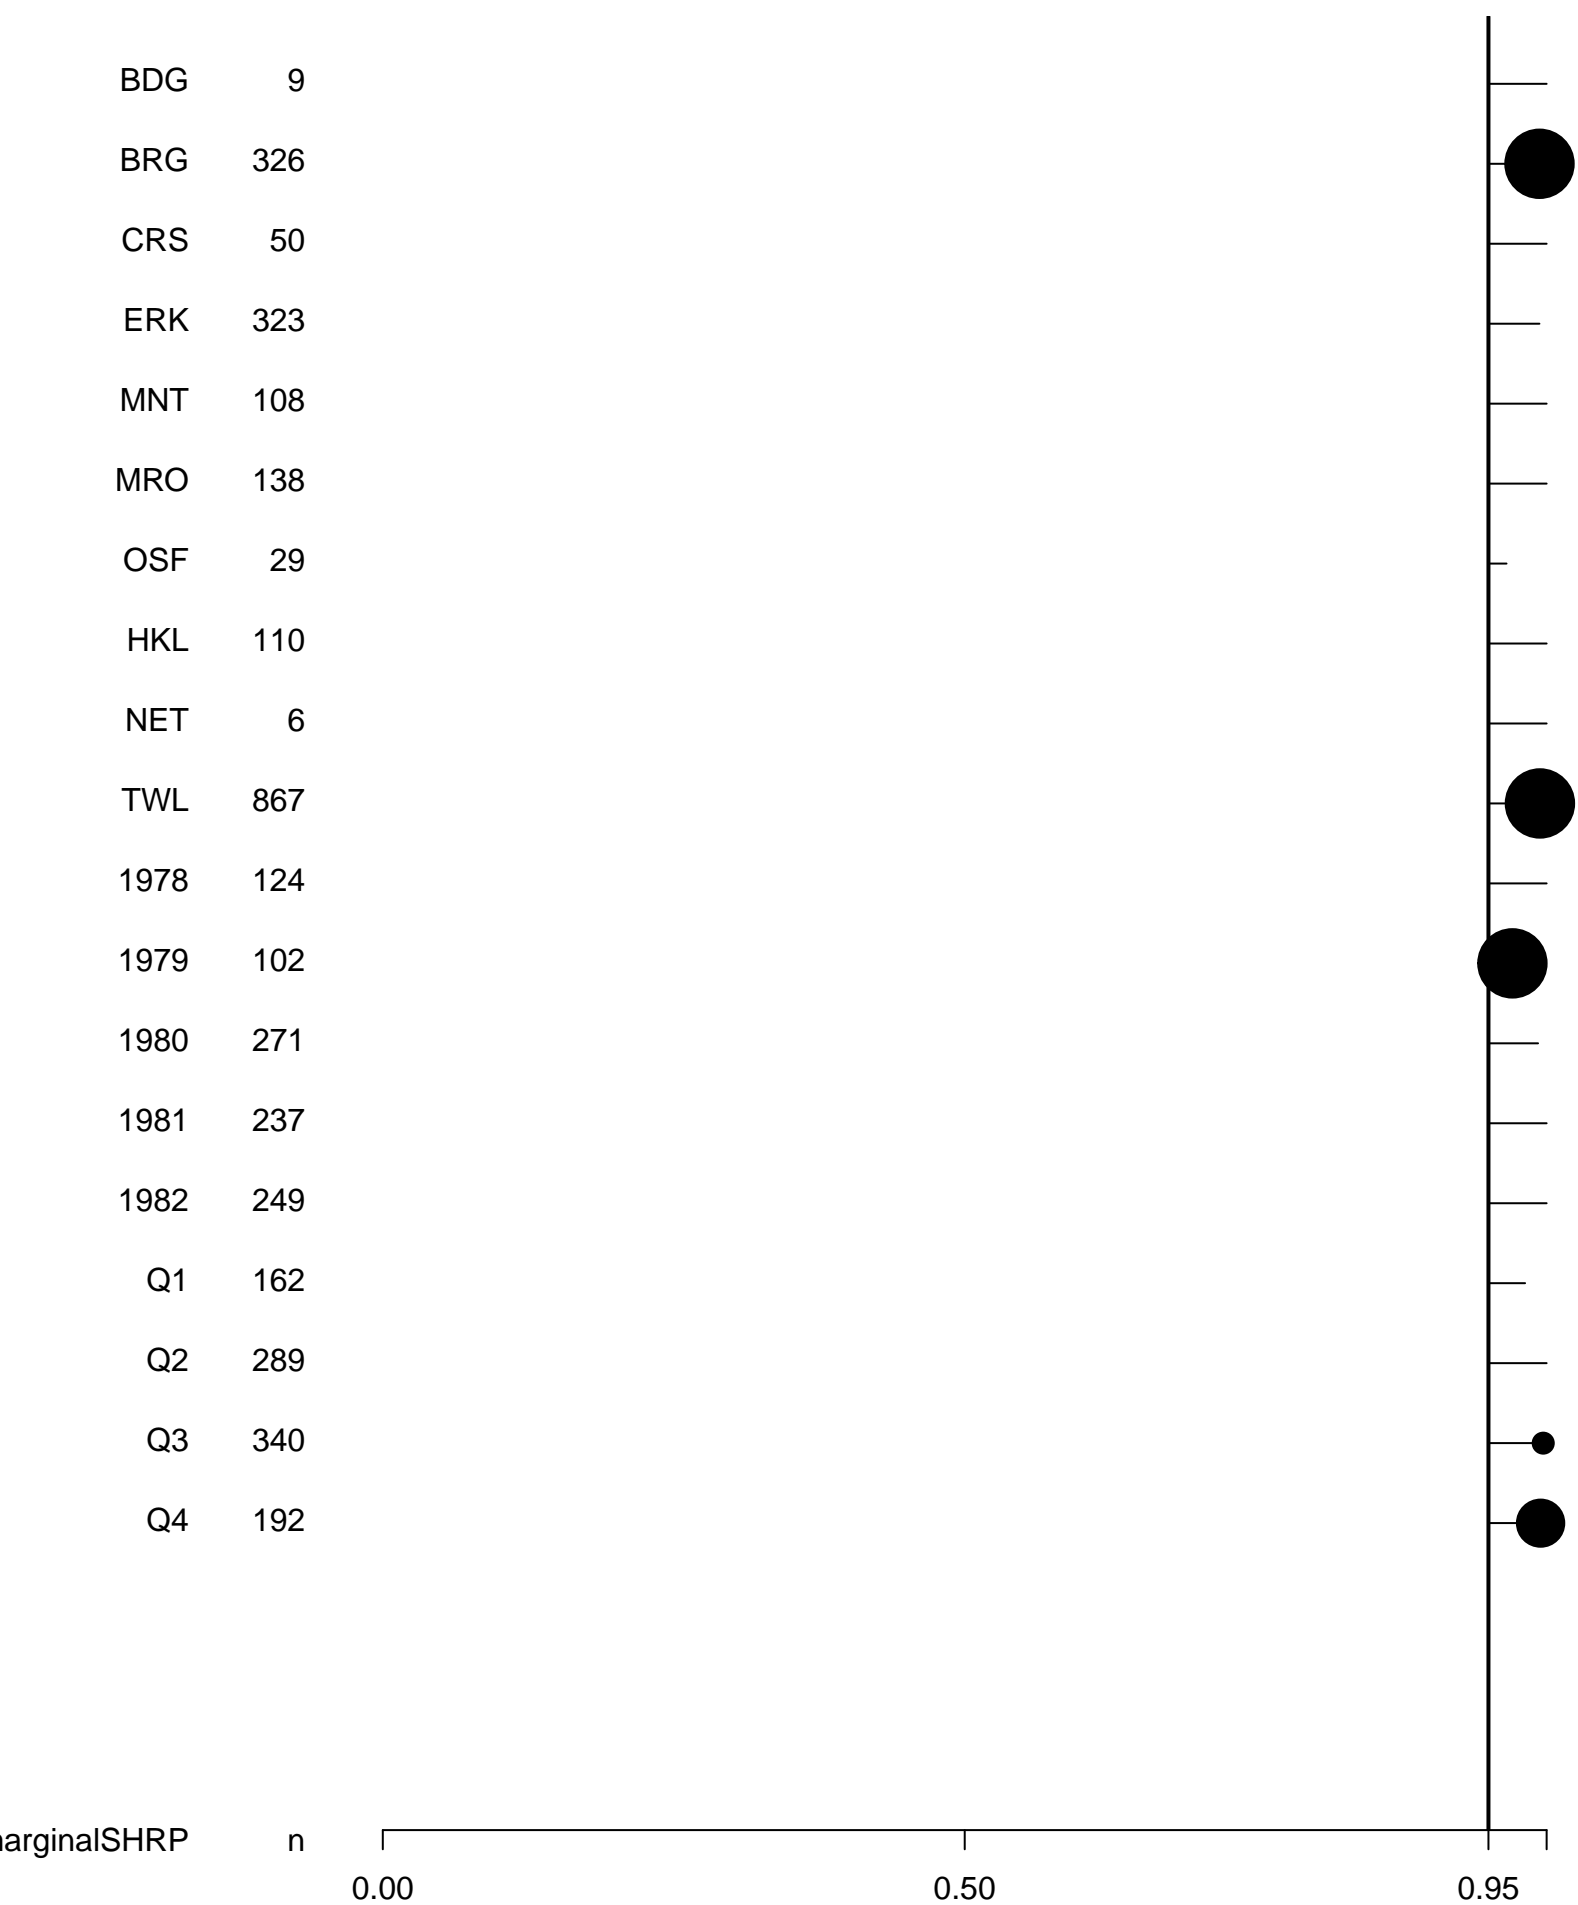 BDG 9
BRG 326
CRS 50
ERK 323
MNT 108
MRO 138
OSF 29
HKL 110
NET 6
TWL 867
1978 124
1979 102
1980 271
1981 237
1982 249
Q1 162
Q2 289
Q3 340
Q4 192
arginalSHRP n
0.00 0.50 0.95